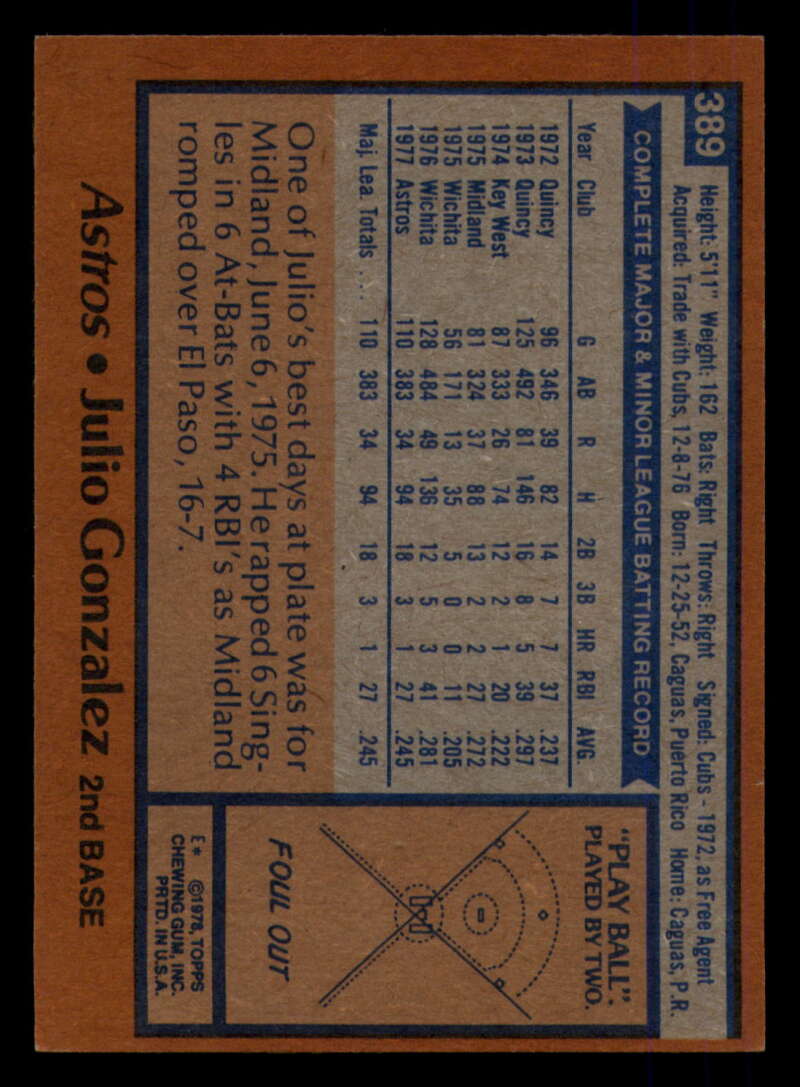 389
Height: 5'11" Weight: 162 Bats: Right Throws: Right Signed: Cubs - 1972, as Free Agent
Acquired: Trade with Cubs, 12-8-76 Born: 12-25-52, Caguas, Puerto Rico Home: Caguas, P.R.
COMPLETE MAJOR & MINOR LEAGUE BATTING RECORD
Year Club G AB R H 2B 3B HR RBI AVG
1972 Quincy 96 346 39 82 14 7 7 37 .237
1973 Quincy 125 492 81 146 16 8 5 39 .297
1974 Key West 87 333 26 74 12 2 1 20 .222
1975 Midland 81 324 37 88 13 2 2 27 .272
1975 Wichita 56 171 13 35 5 0 0 11 .205
1976 Wichita 128 484 49 136 12 5 3 41 .281
1977 Astros 110 383 34 94 18 3 1 27 .245
Maj. Lea. Totals .... 110 383 34 94 18 3 1 27 .245
One of Julio's best days at plate was for
Midland, June 6, 1975. He rapped 6 Sing-
les in 6 At-Bats with 4 RBI's as Midland
romped over El Paso, 16-7.
"PLAY BALL":
PLAYED BY TWO.
FOUL OUT
E* ©1978, TOPPS
CHEWING GUM, INC.
PRTD. IN U.S.A.
Astros • Julio Gonzalez 2nd BASE